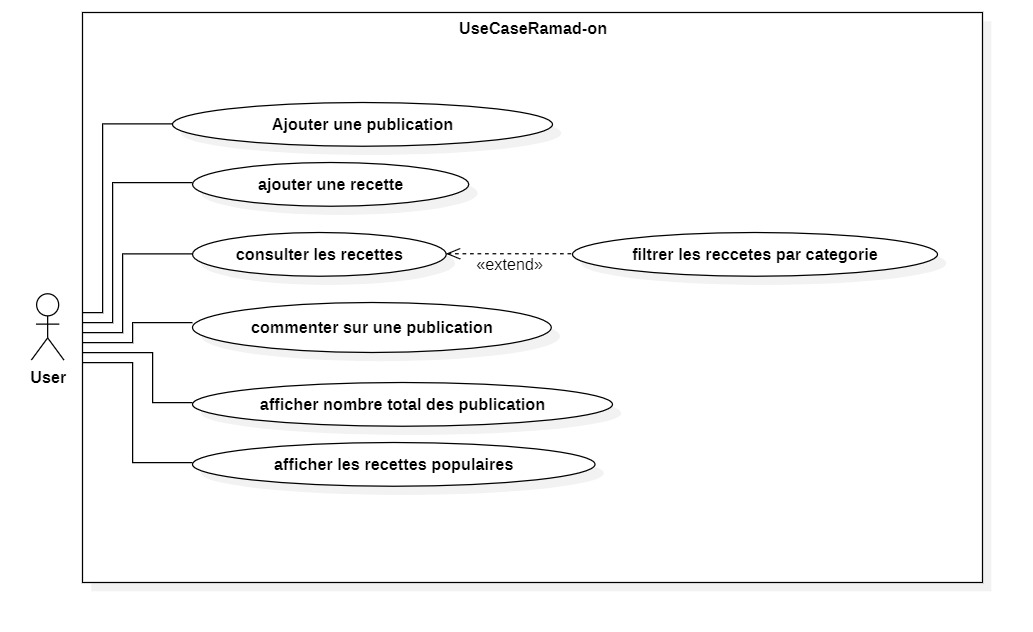 UseCaseRamad-on
Ajouter une publication
ajouter une recette
consulter les recettes
«extend»
filtrer les reccetes par categorie
commenter sur une publication
User
afficher nombre total des publication
afficher les recettes populaires